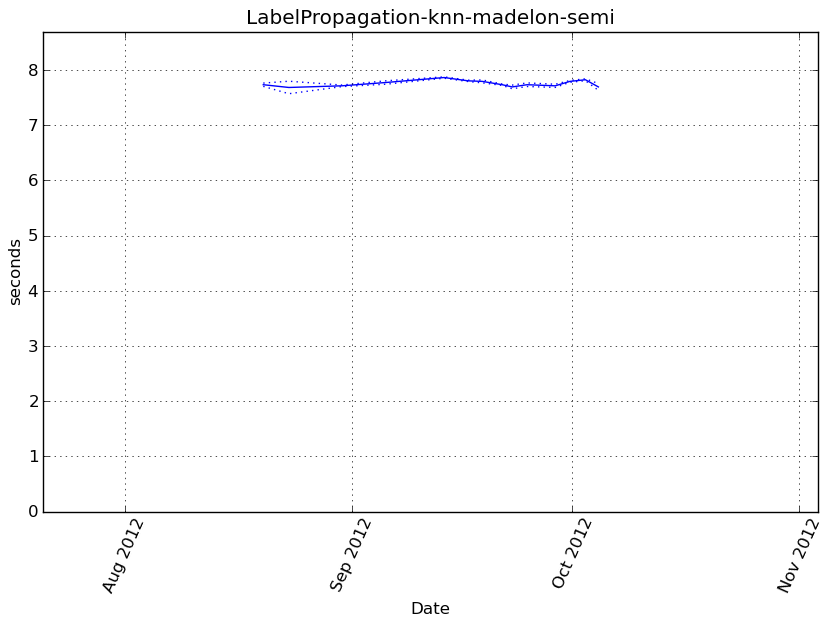 LabelPropagation-knn-madelon-semi
8
7
6
5
4
3
2
1
0
seconds
Aug 2012
Sep 2012
Oct 2012
Nov 2012
Date